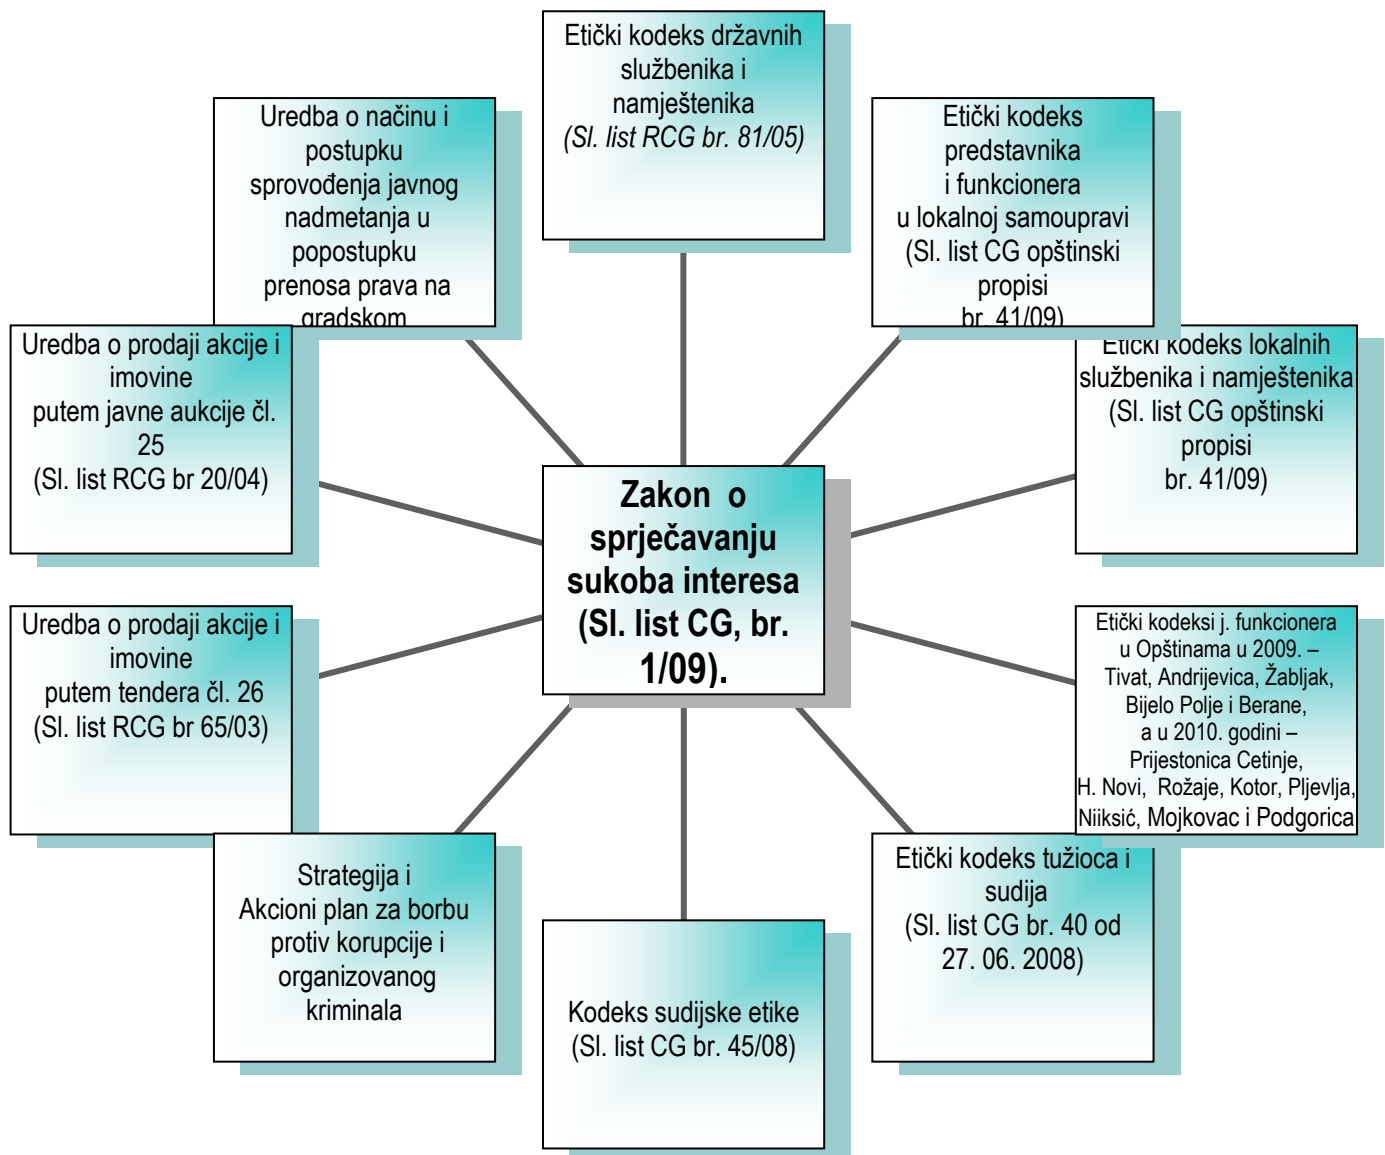 Etički kodeks državnih
službenika i
namještenika
(Sl. list RCG br. 81/05)
Uredba o načinu i
postupku
sprovođenja javnog
nadmetanja u
popostupku
prenosa prava na
gradskom
Etički kodeks
predstavnika
i funkcionera
u lokalnoj samoupravi
(Sl. list CG opštinski
propisi
br. 41/09)
Uredba o prodaji akcije i
imovine
putem javne aukcije čl.
25
(Sl. list RCG br 20/04)
Etički kodeks lokalnih
službenika i namještenika
(Sl. list CG opštinski
propisi
br. 41/09)
Zakon o
sprječavanju
sukoba interesa
(Sl. list CG, br.
1/09).
Uredba o prodaji akcije i
imovine
putem tendera čl. 26
(Sl. list RCG br 65/03)
Etički kodeksi j. funkcionera
u Opštinama u 2009. –
Tivat, Andrijevica, Žabljak,
Bijelo Polje i Berane,
a u 2010. godini –
Prijestonica Cetinje,
H. Novi, Rožaje, Kotor, Pljevlja,
Niiksić, Mojkovac i Podgorica
Strategija i
Akcioni plan za borbu
protiv korupcije i
organizovanog
kriminala
Kodeks sudijske etike
(Sl. list CG br. 45/08)
Etički kodeks tužioca i
sudija
(Sl. list CG br. 40 od
27. 06. 2008)